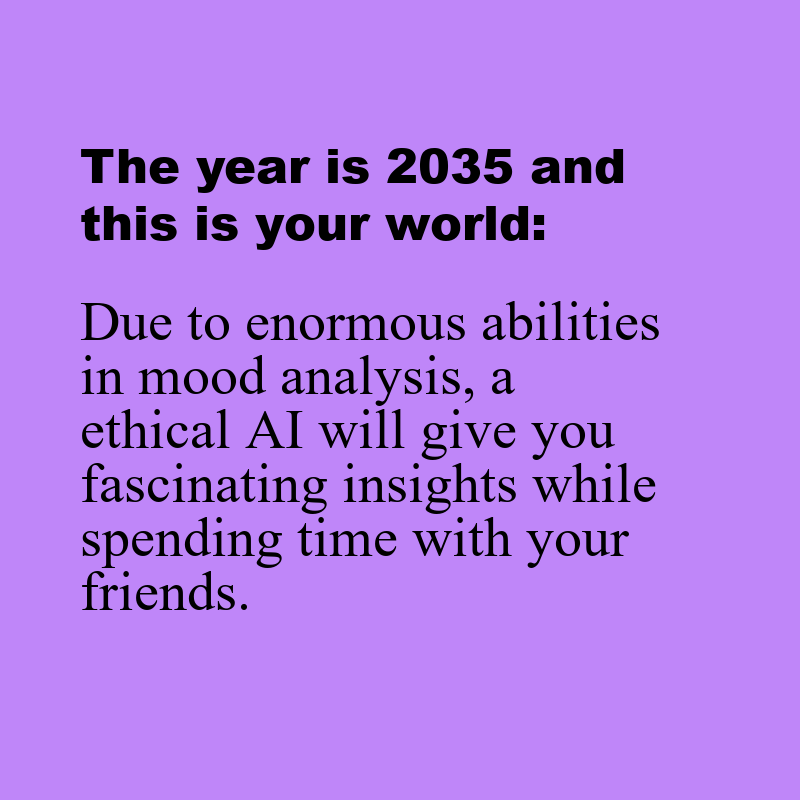 The year is 2035 and
this is your world:
Due to enormous abilities
in mood analysis, a
ethical AI will give you
fascinating insights while
spending time with your
friends.